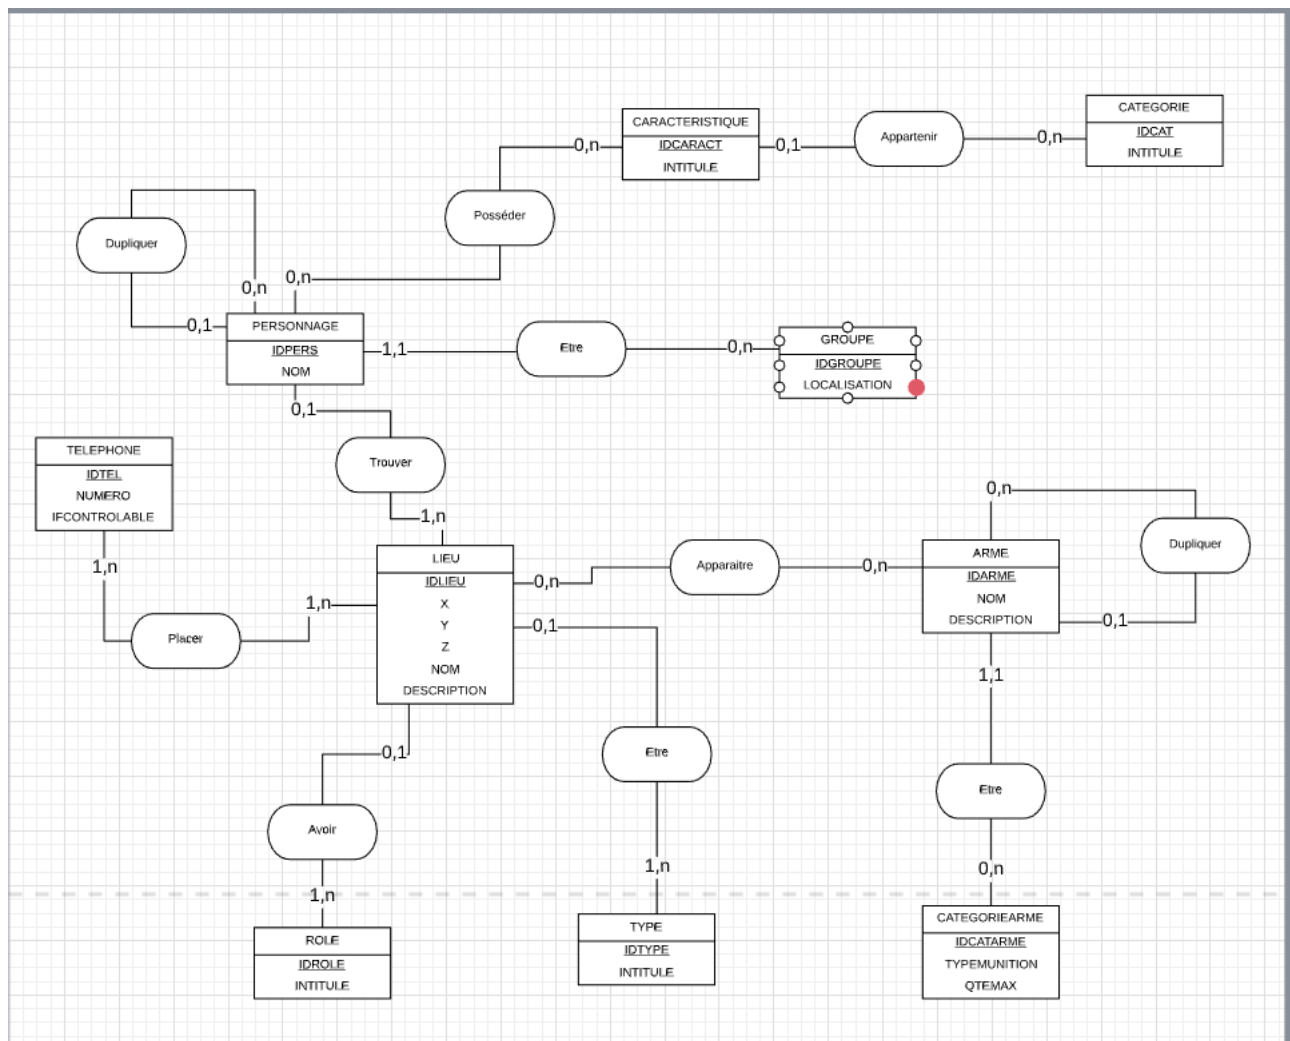 CATEGORIE
IDCAT
INTITULE
CARACTERISTIQUE
IDCARACT
INTITULE
0,n
0,1
Appartenir
0,n
Posséder
Dupliquer
0,n
0,n
0,1
PERSONNAGE
IDPERS
NOM
1,1
Etre
0,n
GROUPE
IDGROUPE
LOCALISATION
0,1
Trouver
1,n
TELEPHONE
IDTEL
NUMERO
IFCONTROLABLE
1,n
Placer
1,n
LIEU
IDLIEU
X
Y
Z
NOM
DESCRIPTION
0,n
Apparaitre
0,n
ARME
IDARME
NOM
DESCRIPTION
0,n
Dupliquer
0,1
0,1
1,1
0,1
Etre
Etre
Avoir
1,n
0,n
1,n
ROLE
IDROLE
INTITULE
TYPE
IDTYPE
INTITULE
CATEGORIEARME
IDCATARME
TYPEMUNITION
QTEMAX